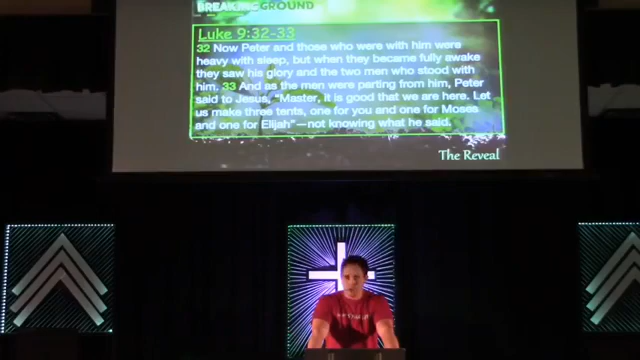 BREAKING GROUND
Luke 9:32-33
32 Now Peter and those who were with him were
heavy with sleep, but when they became fully awake
they saw his glory and the two men who stood with
him. 33 And as the men were parting from him, Peter
said to Jesus, “Master, it is good that we are here. Let
us make three tents, one for you and one for Moses
and one for Elijah”—not knowing what he said.
The Reveal